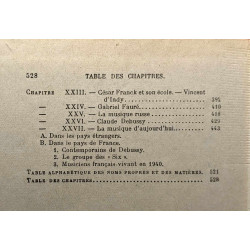 528 TABLE DES CHAPITRES.
CHAPITRE XXIII. — César Franck et son école. — Vincent
d'Indy. 395
— XXIV. — Gabriel Fauré. 410
— XXV. — La musique russe 419
— XXVI. — Claude Debussy 429
— XXVII. — La musique d'aujourd'hui 443
A. Dans les pays étrangers.
B. Dans le pays de France.
1. Contemporains de Debussy.
2. Le groupe des « Six ».
3. Musiciens français vivant en 1940.
TABLE ALPHABÉTIQUE DES NOMS PROPRES ET DES MATIÈRES. 521
TABLE DES CHAPITRES.